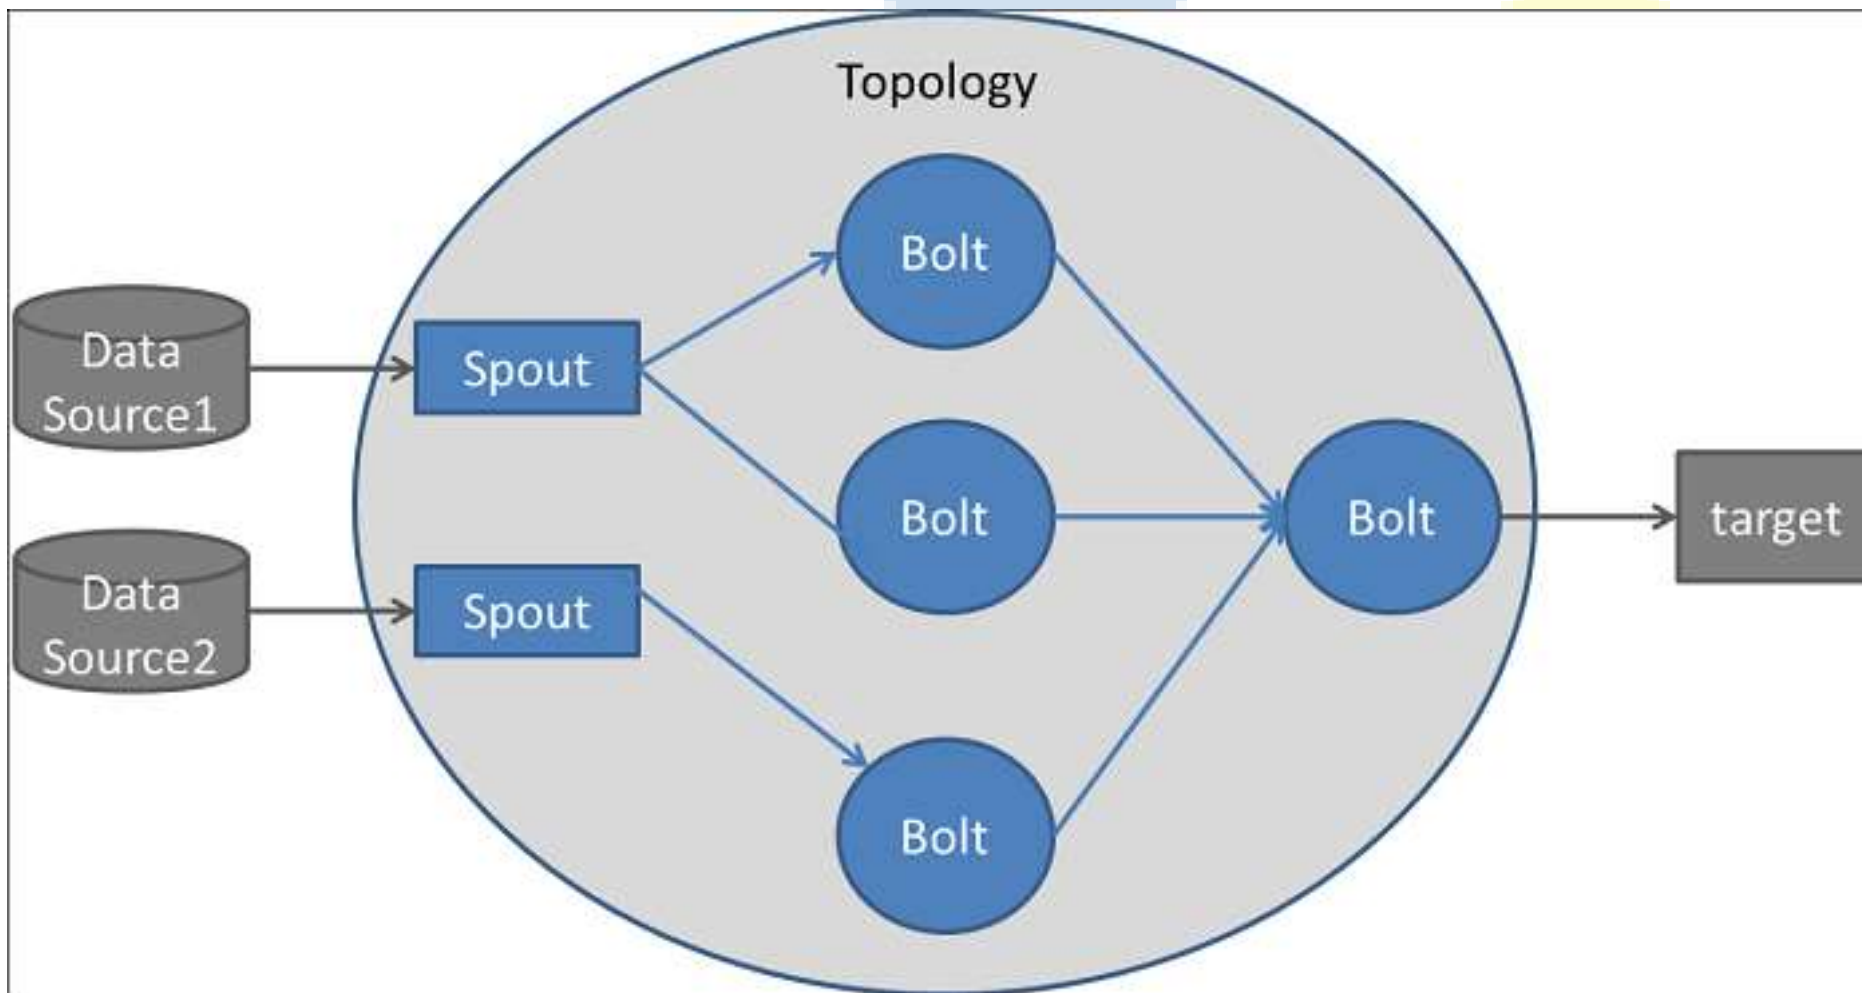 Topology
Bolt
Data
Source1
Spout
Bolt
Bolt
target
Data
Source2
Spout
Bolt